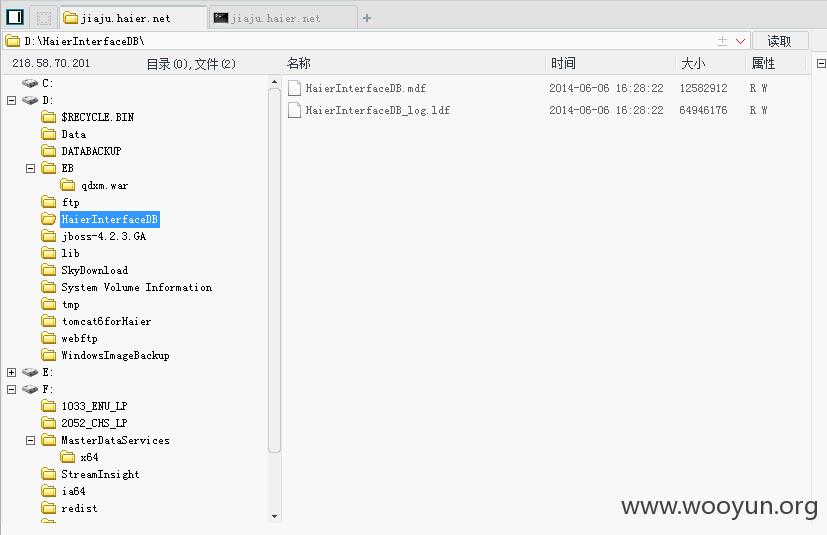 jiaju.haier.net jiaju.haier.net
D:\HaierInterfaceDB\ 读取
218.58.70.201 目录(0),文件(2) 名称 时间 大小 属性
C:
D:
$RECYCLE.BIN
Data
DATABACKUP
EB
qdxm.war
ftp
HaierInterfaceDB
jboss-4.2.3.GA
lib
SkyDownload
System Volume Information
tmp
tomcat6forHaier
webftp
WindowsImageBackup
E:
F:
1033_ENU_LP
2052_CHS_LP
MasterDataServices
x64
StreamInsight
ia64
redist
HaierInterfaceDB.mdf 2014-06-06 16:28:22 12582912 R W
HaierInterfaceDB_log.ldf 2014-06-06 16:28:22 64946176 R W
www.wooyun.org